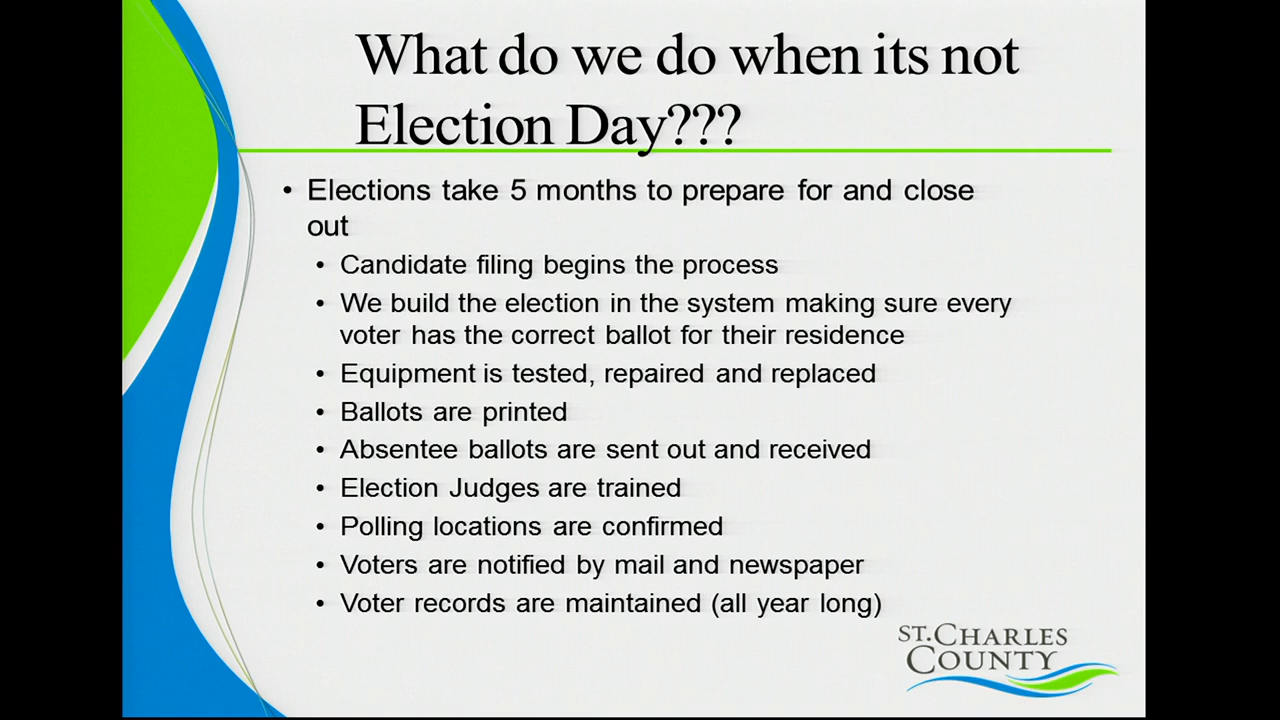 What do we do when its not
Election Day???
• Elections take 5 months to prepare for and close
out
• Candidate filing begins the process
• We build the election in the system making sure every
voter has the correct ballot for their residence
• Equipment is tested, repaired and replaced
• Ballots are printed
• Absentee ballots are sent out and received
• Election Judges are trained
• Polling locations are confirmed
• Voters are notified by mail and newspaper
• Voter records are maintained (all year long)
ST. CHARLES
COUNTY